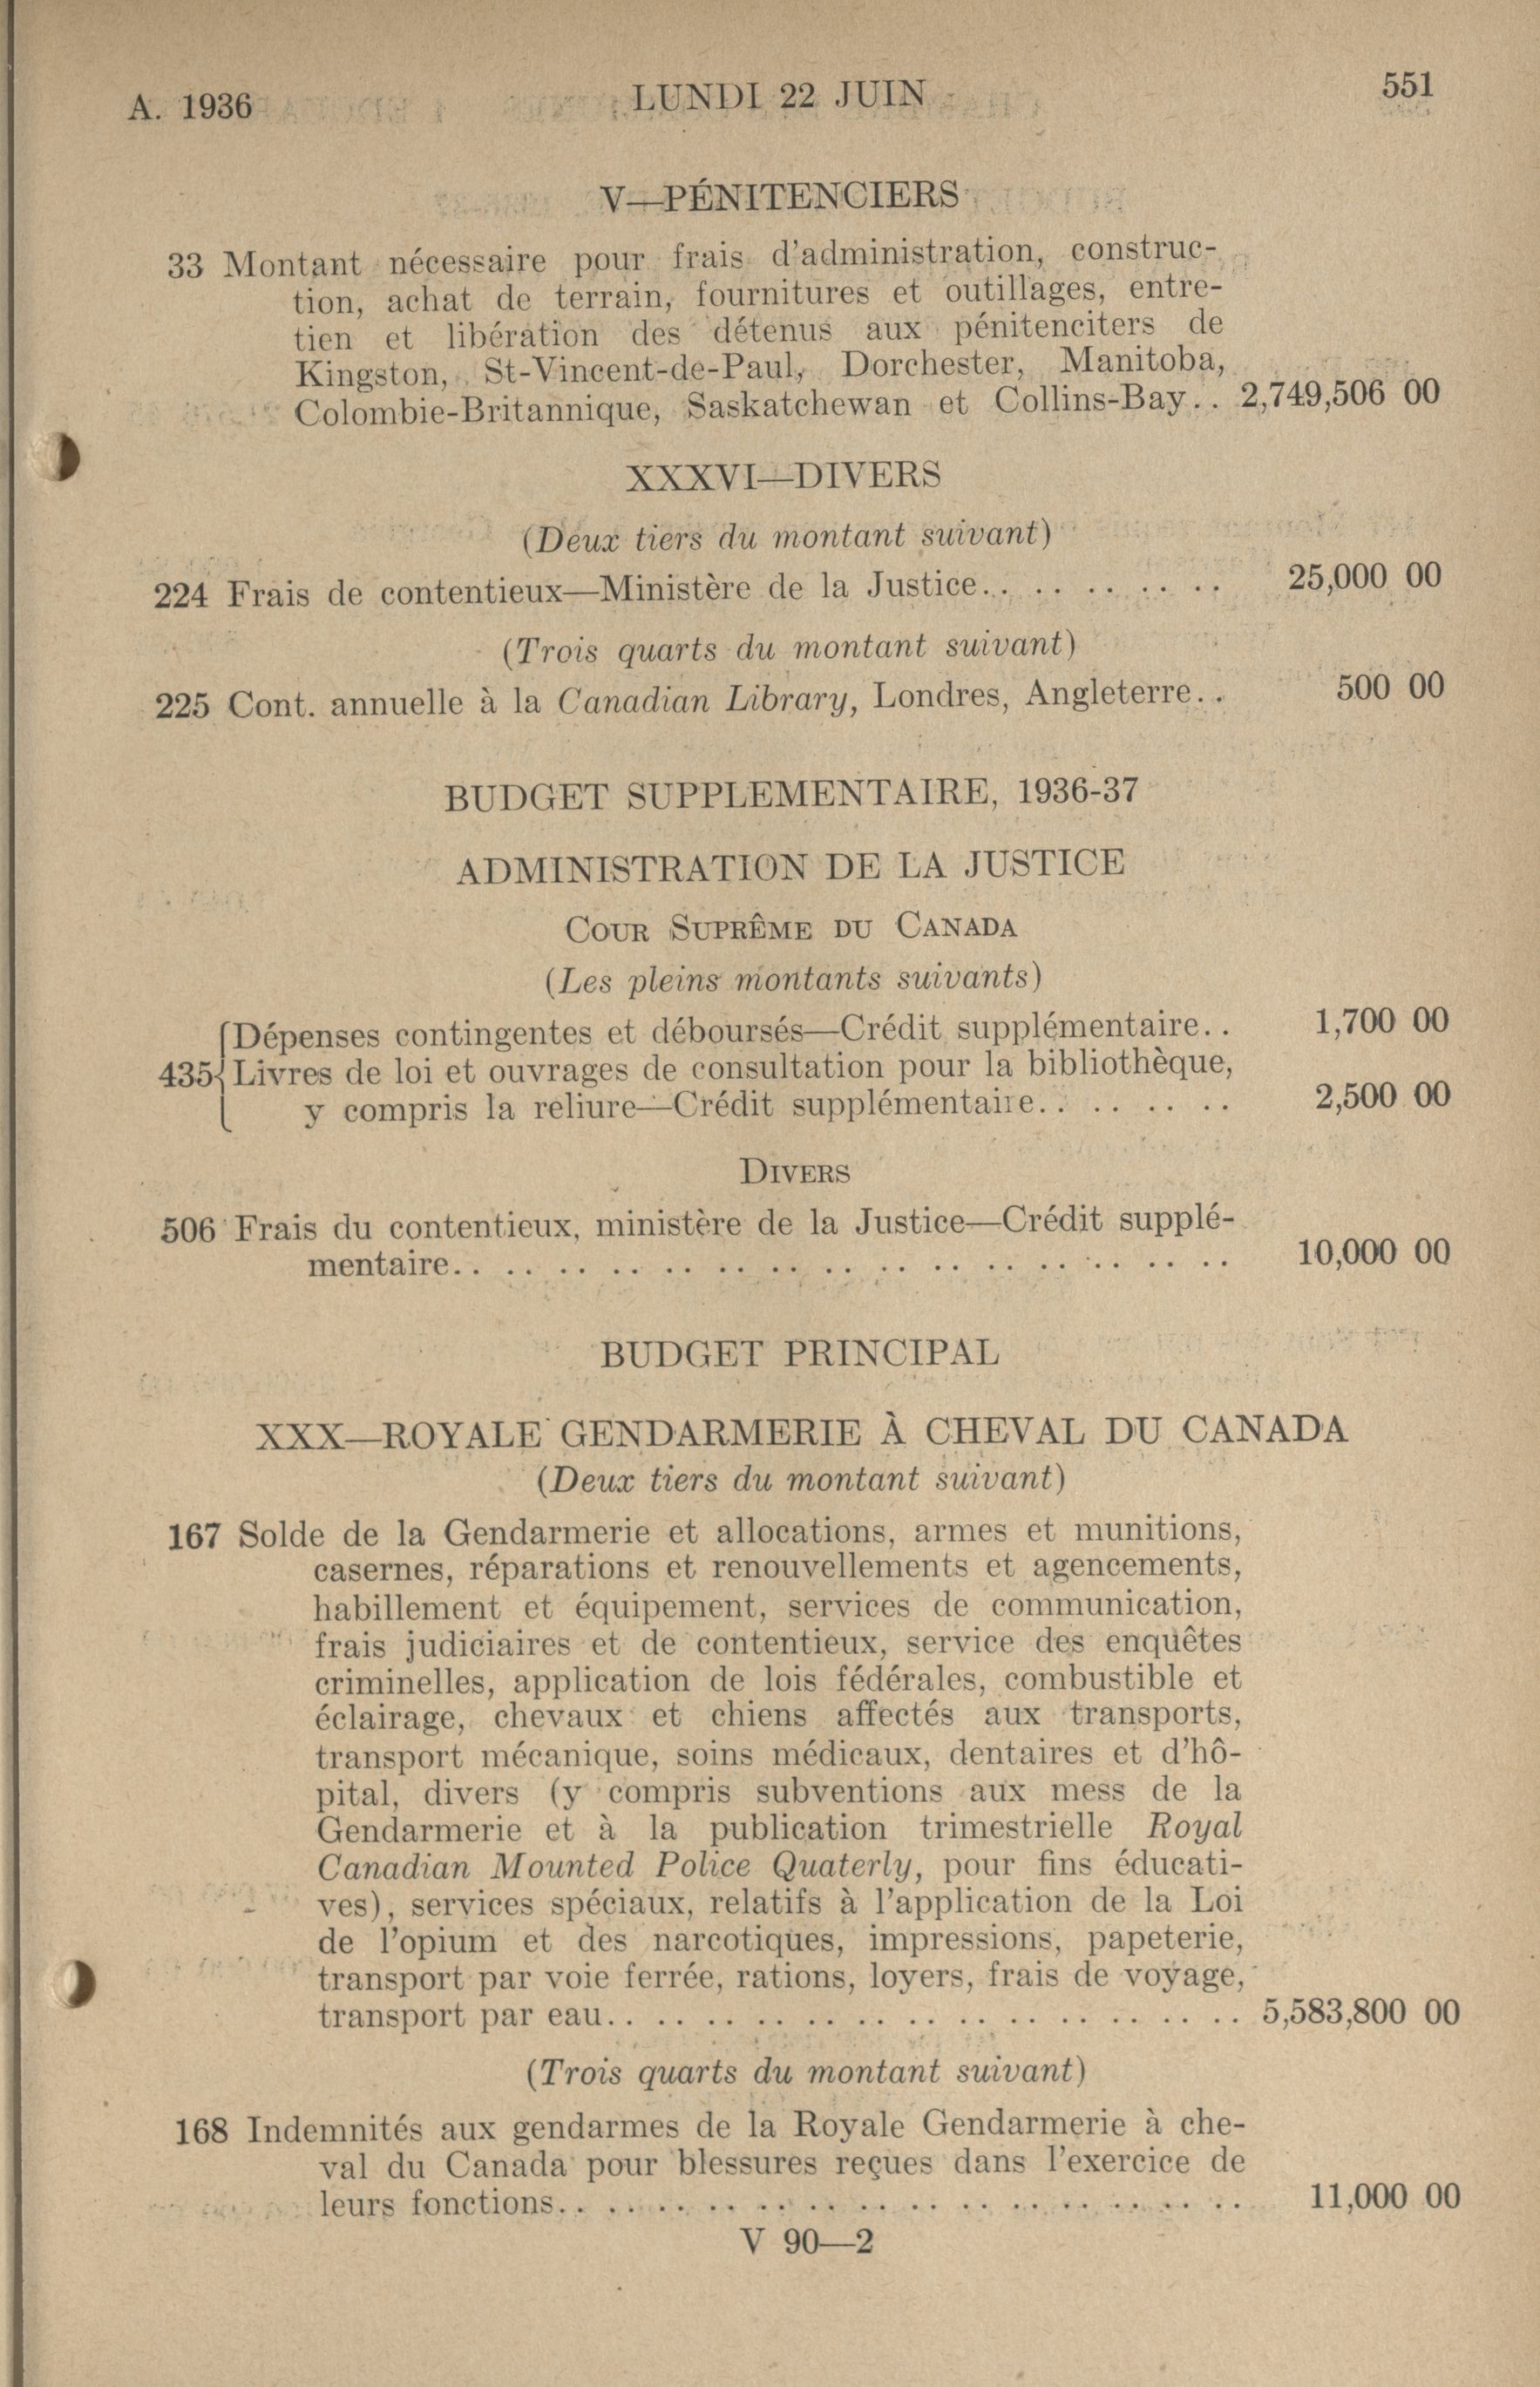 A. 1936
LUNDI 22 JUIN
551
V—PÉNITENCIERS
33 Montant nécessaire pour frais d'administration, construc-
tion, achat de terrain, fournitures et outillages, entre-
tien et libération des détenus aux pénitenciters de
Kingston, St-Vincent-de-Paul, Dorchester, Manitoba,
Colombie-Britannique, Saskatchewan et Collins-Bay.. 2,749,506 00
XXXVI—DIVERS
(Deux tiers du montant suivant)
224 Frais de contentieux—Ministère de la Justice.. .. .. .. .. .. 25,000 00
(Trois quarts du montant suivant)
225 Cont. annuelle à la Canadian Library, Londres, Angleterre.. 500 00
BUDGET SUPPLEMENTAIRE, 1936-37
ADMINISTRATION DE LA JUSTICE
COUR SUPRÊME DU CANADA
(Les pleins montants suivants)
Dépenses contingentes et déboursés—Crédit supplémentaire.. 1,700 00
435 Livres de loi et ouvrages de consultation pour la bibliothèque,
y compris la reliure—Crédit supplémentaire.. .. .. .. 2,500 00
DIVERS
506 Frais du contentieux, ministère de la Justice—Crédit supplé-
mentaire.. .. .. .. .. .. .. .. .. .. .. .. .. .. .. 10,000 00
BUDGET PRINCIPAL
XXX—ROYALE GENDARMERIE À CHEVAL DU CANADA
(Deux tiers du montant suivant)
167 Solde de la Gendarmerie et allocations, armes et munitions,
casernes, réparations et renouvellements et agencements,
habillement et équipement, services de communication,
frais judiciaires et de contentieux, service des enquêtes
criminelles, application de lois fédérales, combustible et
éclairage, chevaux et chiens affectés aux transports,
transport mécanique, soins médicaux, dentaires et d'hô-
pital, divers (y compris subventions aux mess de la
Gendarmerie et à la publication trimestrielle Royal
Canadian Mounted Police Quaterly, pour fins éducati-
ves), services spéciaux, relatifs à l'application de la Loi
de l'opium et des narcotiques, impressions, papeterie,
transport par voie ferrée, rations, loyers, frais de voyage,
transport par eau.. .. .. .. .. .. .. .. .. .. .. .. .. 5,583,800 00
(Trois quarts du montant suivant)
168 Indemnités aux gendarmes de la Royale Gendarmerie à che-
val du Canada pour blessures reçues dans l'exercice de
leurs fonctions.. .. .. .. .. .. .. .. .. .. .. .. .. .. 11,000 00
V 90—2